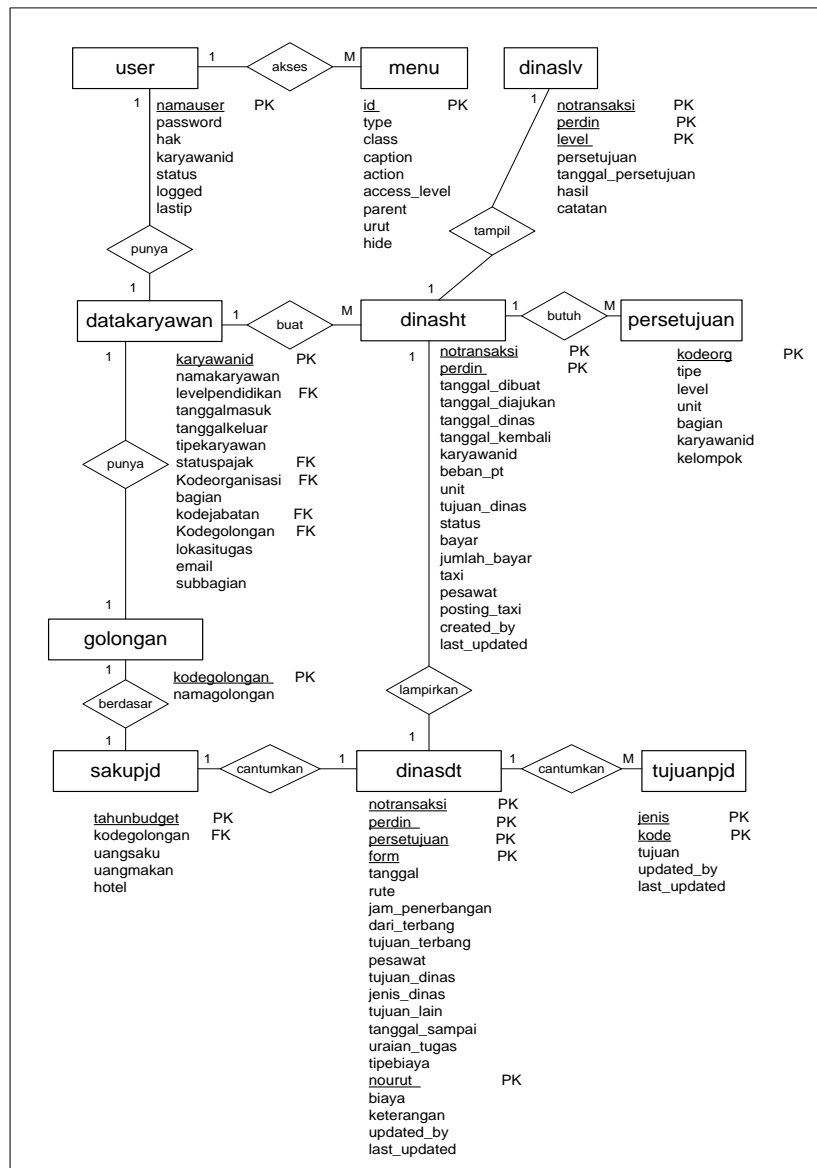 user 1 akses M menu dinaslv
1 1
namauser PK
password
hak
karyawanid
status
logged
lastip
id PK
type
class
caption
action
access_level
parent
urut
hide
notransaksi PK
perdin PK
level PK
persetujuan
tanggal_persetujuan
hasil
catatan
punya
tampil
1 1
datakaryawan 1 buat M dinasht 1 butuh M persetujuan
1 1
karyawanid PK
namakaryawan
levelpendidikan FK
tanggalmasuk
tanggalkeluar
tipekaryawan
statuspajak FK
Kodeorganisasi FK
bagian
kodejabatan FK
Kodegolongan FK
lokasitugas
email
subbagian
notransaksi PK
perdin PK
tanggal_dibuat
tanggal_diajukan
tanggal_dinas
tanggal_kembali
karyawanid
beban_pt
unit
tujuan_dinas
status
bayar
jumlah_bayar
taxi
pesawat
posting_taxi
created_by
last_updated
kodeorg PK
tipe
level
unit
bagian
karyawanid
kelompok
punya
1
golongan
1
kodegolongan PK
namagolongan
berdasar
lampirkan
1 1
sakupjd 1 cantumkan 1 dinasdt 1 cantumkan M tujuanpjd
tahunbudget PK
kodegolongan FK
uangsaku
uangmakan
hotel
notransaksi PK
perdin PK
persetujuan PK
form PK
tanggal
rute
jam_penerbangan
dari_terbang
tujuan_terbang
pesawat
tujuan_dinas
jenis_dinas
tujuan_lain
tanggal_sampai
uraian_tugas
tipebiaya
nourut PK
biaya
keterangan
updated_by
last_updated
jenis PK
kode PK
tujuan
updated_by
last_updated